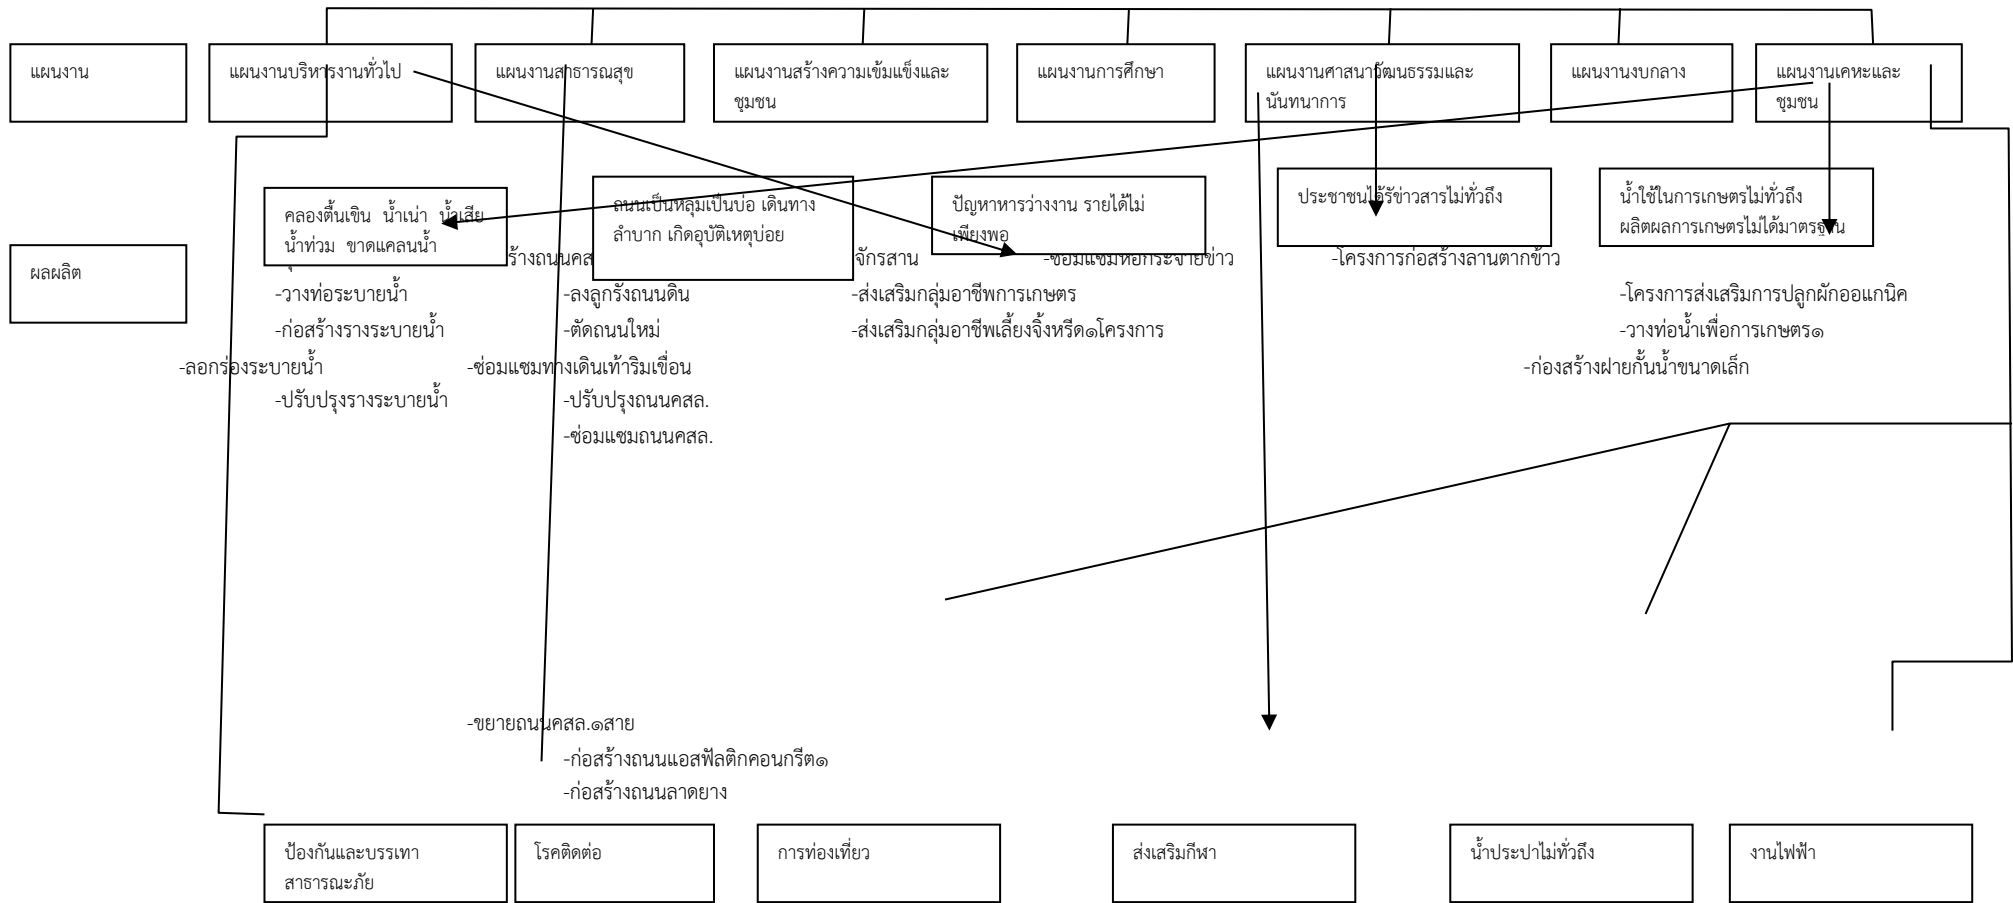 แผนงาน
แผนงานบริหารงานทั่วไป
แผนงานสาธารณสุข
แผนงานสร้างความเข้มแข็งและ
ชุมชน
แผนงานการศึกษา
แผนงานศาสนาวัฒนธรรมและ
นันทนาการ
แผนงานงบกลาง
แผนงานเคหะและ
ชุมชน
คลองตื้นเขิน น้ำเน่า น้ำเสีย
น้ำท่วม ขาดแคลนน้ำ
ถนนเป็นหลุมเป็นบ่อ เดินทาง
ลำบาก เกิดอุบัติเหตุบ่อย
ปัญหาหารว่างงาน รายได้ไม่
เพียงพอ
ประชาชนได้รัข่าวสารไม่ทั่วถึง
น้ำใช้ในการเกษตรไม่ทั่วถึง
ผลิตผลการเกษตรไม่ได้มาตรฐาน
ผลผลิต
ร้างถนนคส
จักรสาน
-ซ่อมแซมหอกระจายข่าว
-โครงการก่อสร้างลานตากข้าว
-วางท่อระบายน้ำ
-ลงลูกรังถนนดิน
-ส่งเสริมกลุ่มอาชีพการเกษตร
-โครงการส่งเสริมการปลูกผักออแกนิค
-ก่อสร้างรางระบายน้ำ
-ตัดถนนใหม่
-ส่งเสริมกลุ่มอาชีพเลี้ยงจิ้งหรีด๑โครงการ
-วางท่อน้ำเพื่อการเกษตร๑
-ลอกร่องระบายน้ำ
-ซ่อมแซมทางเดินเท้าริมเขื่อน
-ก่องสร้างฝายกั้นน้ำขนาดเล็ก
-ปรับปรุงรางระบายน้ำ
-ปรับปรุงถนนคสล.
-ซ่อมแซมถนนคสล.
-ขยายถนนคสล.๑สาย
-ก่อสร้างถนนแอสฟัลติกคอนกรีต๑
-ก่อสร้างถนนลาดยาง
ป้องกันและบรรเทา
สาธารณะภัย
โรคติดต่อ
การท่องเที่ยว
ส่งเสริมกีฬา
น้ำประปาไม่ทั่วถึง
งานไฟฟ้า